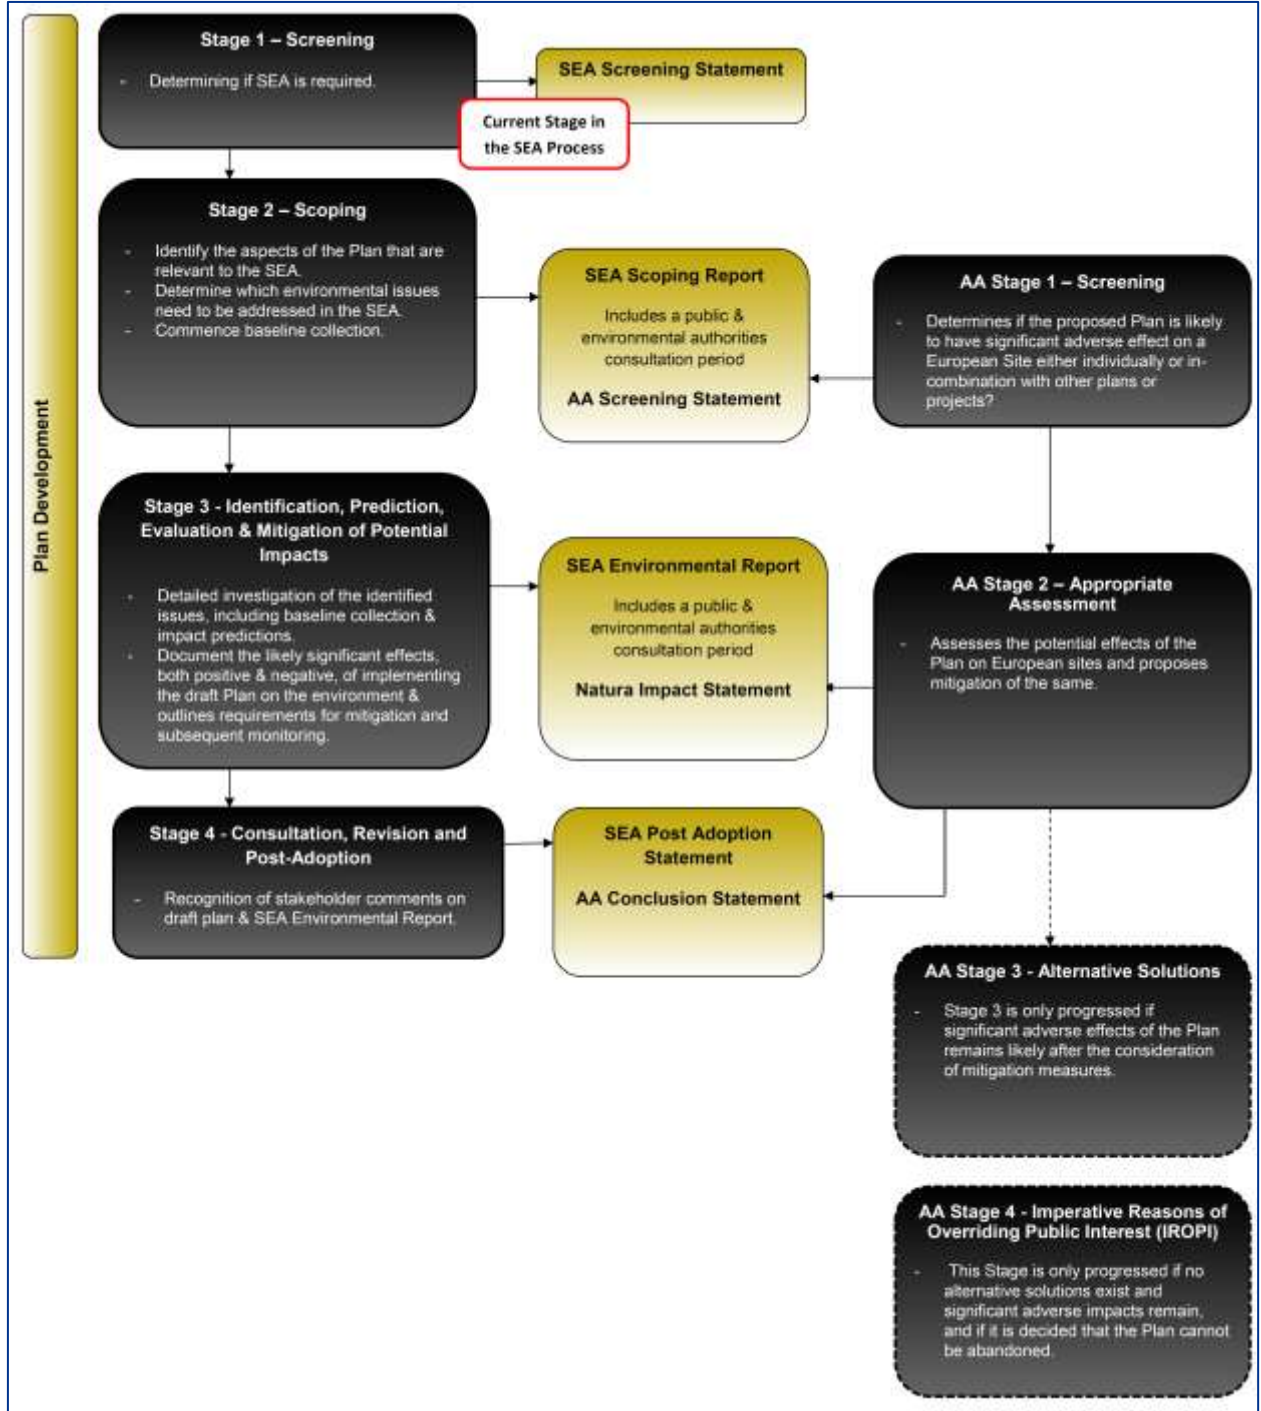 Plan Development
Stage 1 – Screening
- Determining if SEA is required.
SEA Screening Statement
Current Stage in
the SEA Process
Stage 2 – Scoping
- Identify the aspects of the Plan that are
relevant to the SEA.
- Determine which environmental issues
need to be addressed in the SEA.
- Commence baseline collection.
SEA Scoping Report
Includes a public &
environmental authorities
consultation period
AA Screening Statement
AA Stage 1 – Screening
- Determines if the proposed Plan is likely
to have significant adverse effect on a
European Site either individually or in-
combination with other plans or
projects?
Stage 3 - Identification, Prediction,
Evaluation & Mitigation of Potential
Impacts
- Detailed investigation of the identified
issues, including baseline collection &
impact predictions.
- Document the likely significant effects,
both positive & negative, of implementing
the draft Plan on the environment &
outlines requirements for mitigation and
subsequent monitoring.
SEA Environmental Report
Includes a public &
environmental authorities
consultation period
Natura Impact Statement
AA Stage 2 – Appropriate
Assessment
- Assesses the potential effects of the
Plan on European sites and proposes
mitigation of the same.
Stage 4 - Consultation, Revision and
Post-Adoption
- Recognition of stakeholder comments on
draft plan & SEA Environmental Report.
SEA Post Adoption
Statement
AA Conclusion Statement
AA Stage 3 - Alternative Solutions
- Stage 3 is only progressed if
significant adverse effects of the Plan
remains likely after the consideration
of mitigation measures.
AA Stage 4 - Imperative Reasons of
Overriding Public Interest (IROPI)
- This Stage is only progressed if no
alternative solutions exist and
significant adverse impacts remain,
and if it is decided that the Plan cannot
be abandoned.